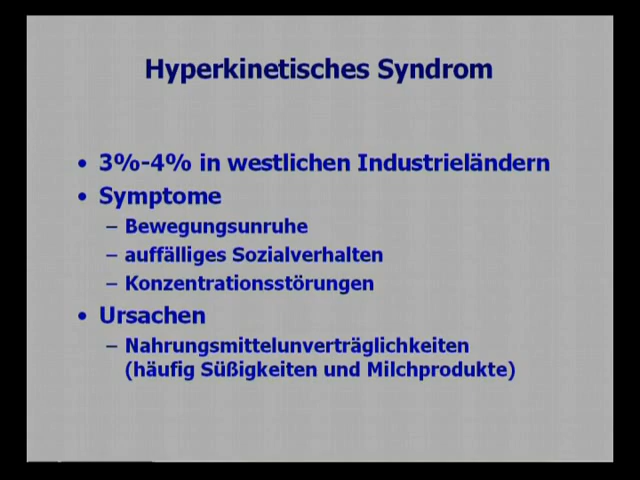 Hyperkinetisches Syndrom
• 3%-4% in westlichen Industrieländern
• Symptome
– Bewegungsunruhe
– auffälliges Sozialverhalten
– Konzentrationsstörungen
• Ursachen
– Nahrungsmittelunverträglichkeiten
(häufig Süßigkeiten und Milchprodukte)